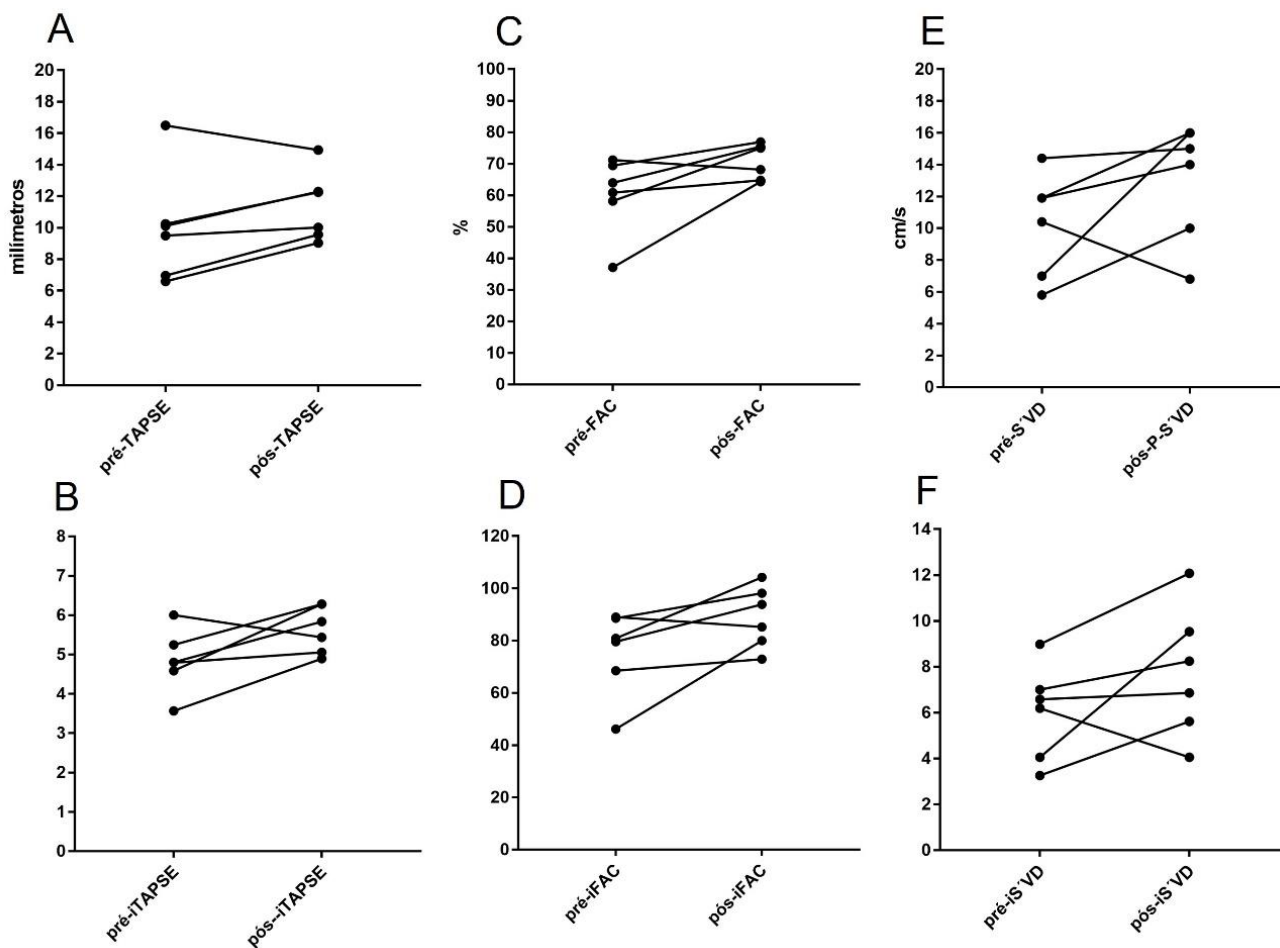 A
milímetros
20
18
16
14
12
10
8
6
4
2
0
pré-TAPSE
pós-TAPSE
C
%
100
90
80
70
60
50
40
30
20
10
0
pré-FAC
pós-FAC
E
cm/s
20
18
16
14
12
10
8
6
4
2
0
pré-S´VD
pós-P-S´VD
B
8
7
6
5
4
3
2
1
0
pré-iTAPSE
pós--iTAPSE
D
120
100
80
60
40
20
0
pré-iFAC
pós-iFAC
F
14
12
10
8
6
4
2
0
pré-iS´VD
pós-iS´VD